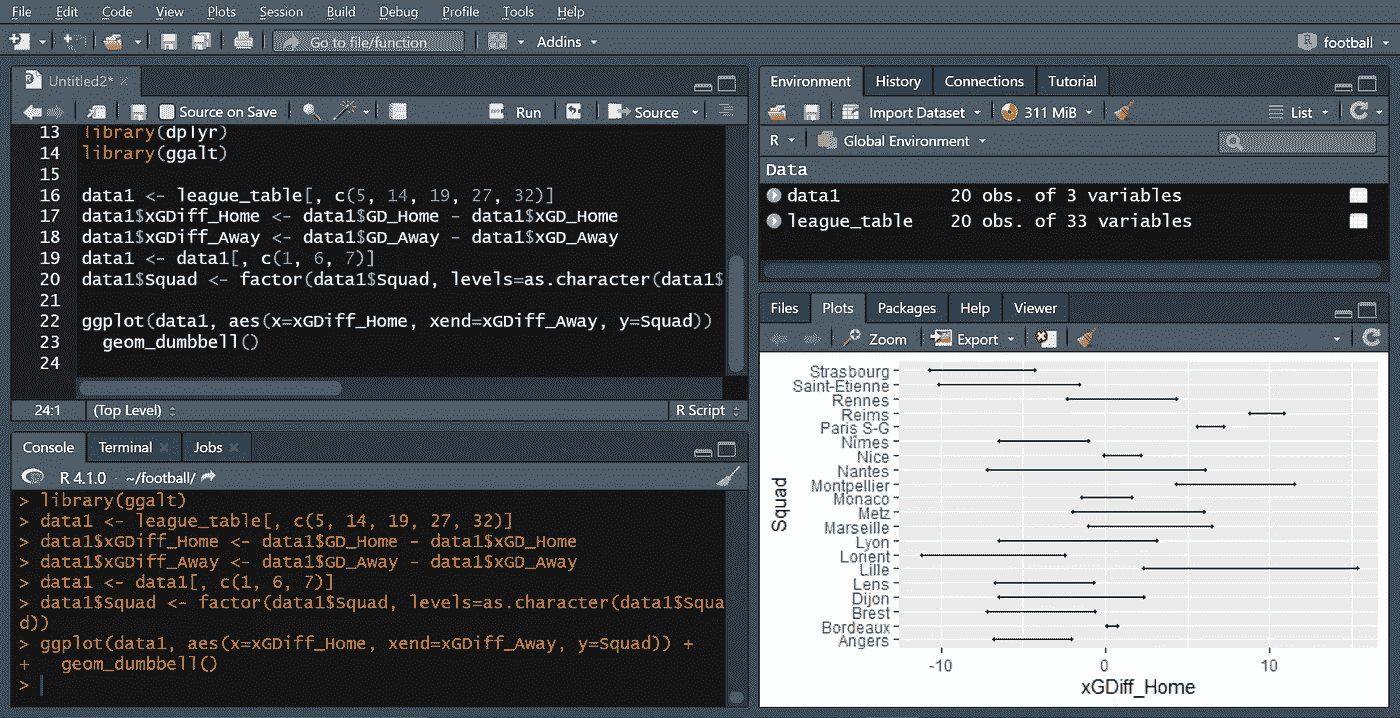 File Edit Code View Plots Session Build Debug Profile Tools Help
Go to file/function Addins football
Untitled2*
Source on Save Run Source
13 library(dplyr)
14 library(ggalt)
15
16 data1 <- league_table[, c(5, 14, 19, 27, 32)]
17 data1$xGDiff_Home <- data1$GD_Home - data1$xGD_Home
18 data1$xGDiff_Away <- data1$GD_Away - data1$xGD_Away
19 data1 <- data1[, c(1, 6, 7)]
20 data1$Squad <- factor(data1$Squad, levels=as.character(data1$
21
22 ggplot(data1, aes(x=xGDiff_Home, xend=xGDiff_Away, y=Squad))
23   geom_dumbbell()
24
24:1 (Top Level) R Script
Console Terminal Jobs
R 4.1.0 · ~/football/
> library(ggalt)
> data1 <- league_table[, c(5, 14, 19, 27, 32)]
> data1$xGDiff_Home <- data1$GD_Home - data1$xGD_Home
> data1$xGDiff_Away <- data1$GD_Away - data1$xGD_Away
> data1 <- data1[, c(1, 6, 7)]
> data1$Squad <- factor(data1$Squad, levels=as.character(data1$Squa
d))
> ggplot(data1, aes(x=xGDiff_Home, xend=xGDiff_Away, y=Squad)) +
+   geom_dumbbell()
>
Environment History Connections Tutorial
Import Dataset 311 MiB List
R Global Environment
Data
data1 20 obs. of 3 variables
league_table 20 obs. of 33 variables
Files Plots Packages Help Viewer
Zoom Export
Squad
Strasbourg
Saint-Étienne
Rennes
Reims
Paris S-G
Nîmes
Nice
Nantes
Montpellier
Monaco
Metz
Marseille
Lyon
Lorient
Lille
Lens
Dijon
Brest
Bordeaux
Angers
-10 0 10
xGDiff_Home